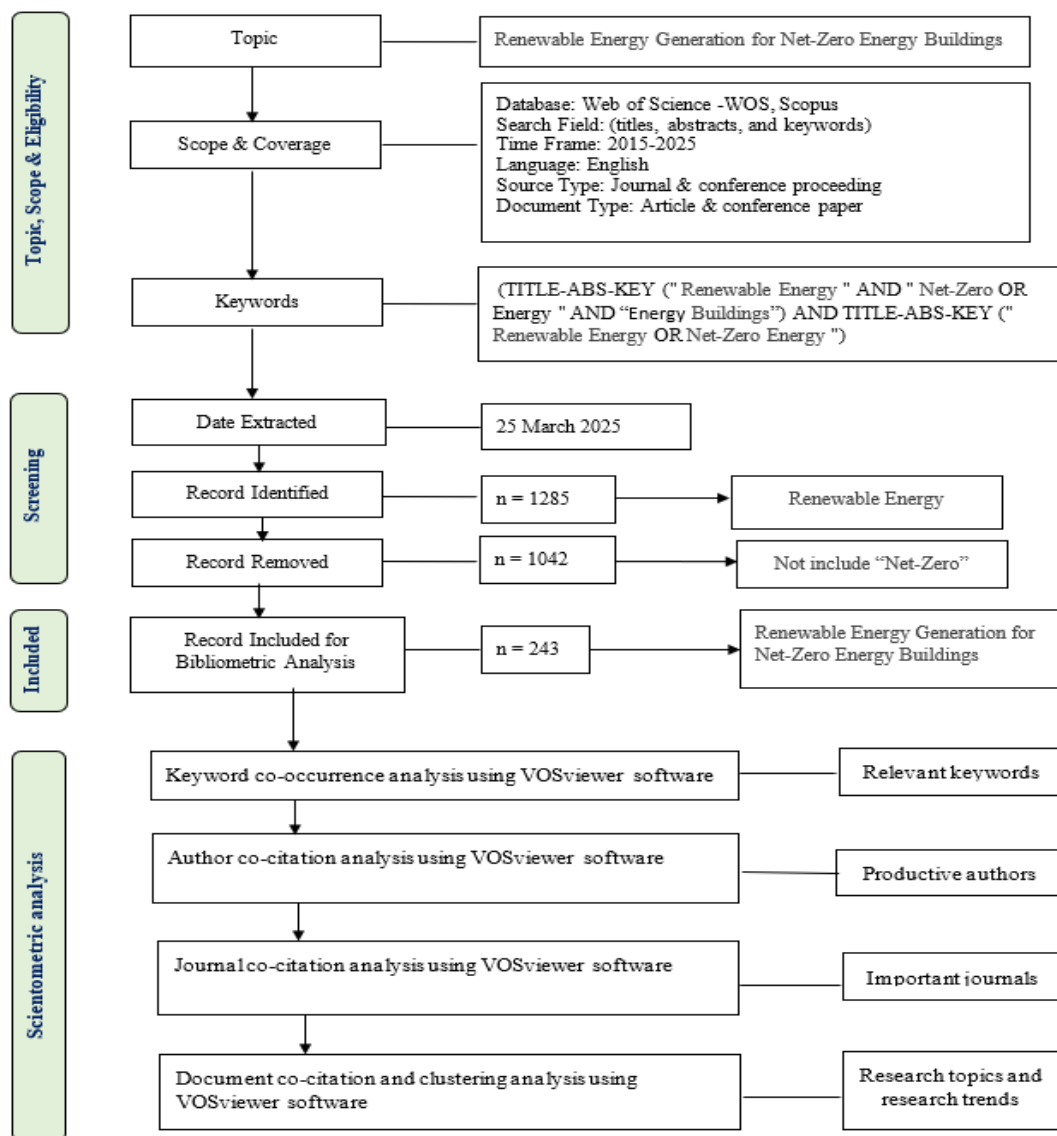 Topic, Scope & Eligibility
Topic
Renewable Energy Generation for Net-Zero Energy Buildings
Scope & Coverage
Database: Web of Science -WOS, Scopus
Search Field: (titles, abstracts, and keywords)
Time Frame: 2015-2025
Language: English
Source Type: Journal & conference proceeding
Document Type: Article & conference paper
Keywords
(TITLE-ABS-KEY (" Renewable Energy " AND " Net-Zero OR
Energy " AND “Energy Buildings”) AND TITLE-ABS-KEY ("
Renewable Energy OR Net-Zero Energy ")
Screening
Date Extracted
25 March 2025
Record Identified
n = 1285
Renewable Energy
Record Removed
n = 1042
Not include “Net-Zero”
Included
Record Included for
Bibliometric Analysis
n = 243
Renewable Energy Generation for
Net-Zero Energy Buildings
Scientometric analysis
Keyword co-occurrence analysis using VOSviewer software
Relevant keywords
Author co-citation analysis using VOSviewer software
Productive authors
Journal co-citation analysis using VOSviewer software
Important journals
Document co-citation and clustering analysis using
VOSviewer software
Research topics and
research trends